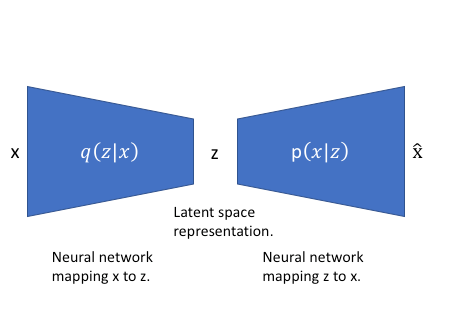 x
q(z|x)
z
p(x|z)
x̂
Latent space
representation.
Neural network
mapping x to z.
Neural network
mapping z to x.